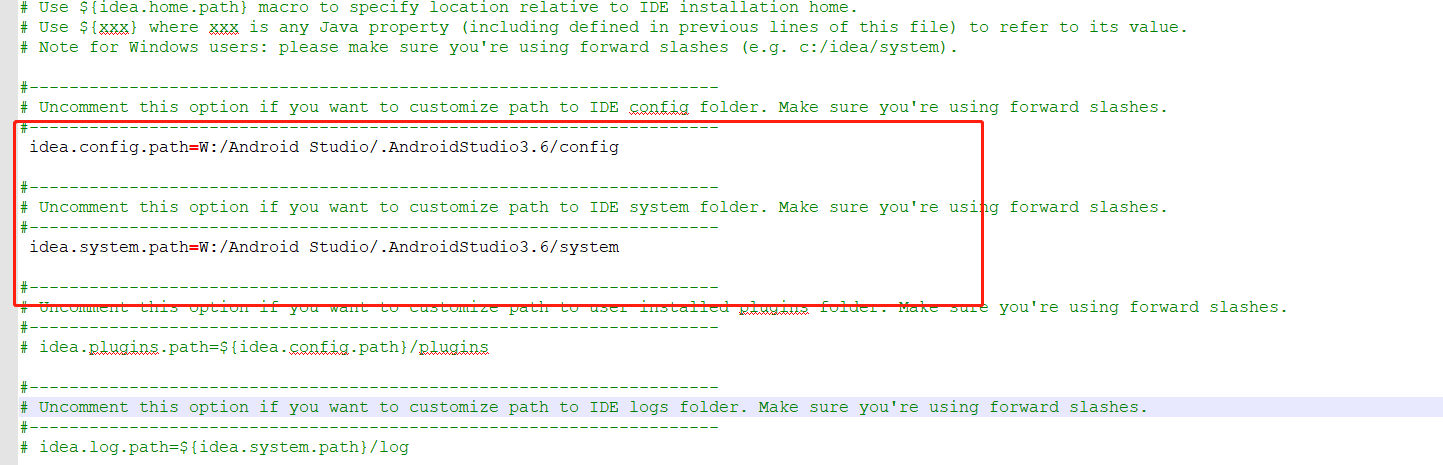 # Use ${idea.home.path} macro to specify location relative to IDE installation home.
# Use ${xxx} where xxx is any Java property (including defined in previous lines of this file) to refer to its value.
# Note for Windows users: please make sure you're using forward slashes (e.g. c:/idea/system).
#---------------------------------------------------------------------
# Uncomment this option if you want to customize path to IDE config folder. Make sure you're using forward slashes.
#---------------------------------------------------------------------
idea.config.path=W:/Android Studio/.AndroidStudio3.6/config
#---------------------------------------------------------------------
# Uncomment this option if you want to customize path to IDE system folder. Make sure you're using forward slashes.
#---------------------------------------------------------------------
idea.system.path=W:/Android Studio/.AndroidStudio3.6/system
#---------------------------------------------------------------------
# Uncomment this option if you want to customize path to user installed plugins folder. Make sure you're using forward slashes.
#---------------------------------------------------------------------
# idea.plugins.path=${idea.config.path}/plugins
#---------------------------------------------------------------------
# Uncomment this option if you want to customize path to IDE logs folder. Make sure you're using forward slashes.
#---------------------------------------------------------------------
# idea.log.path=${idea.system.path}/log